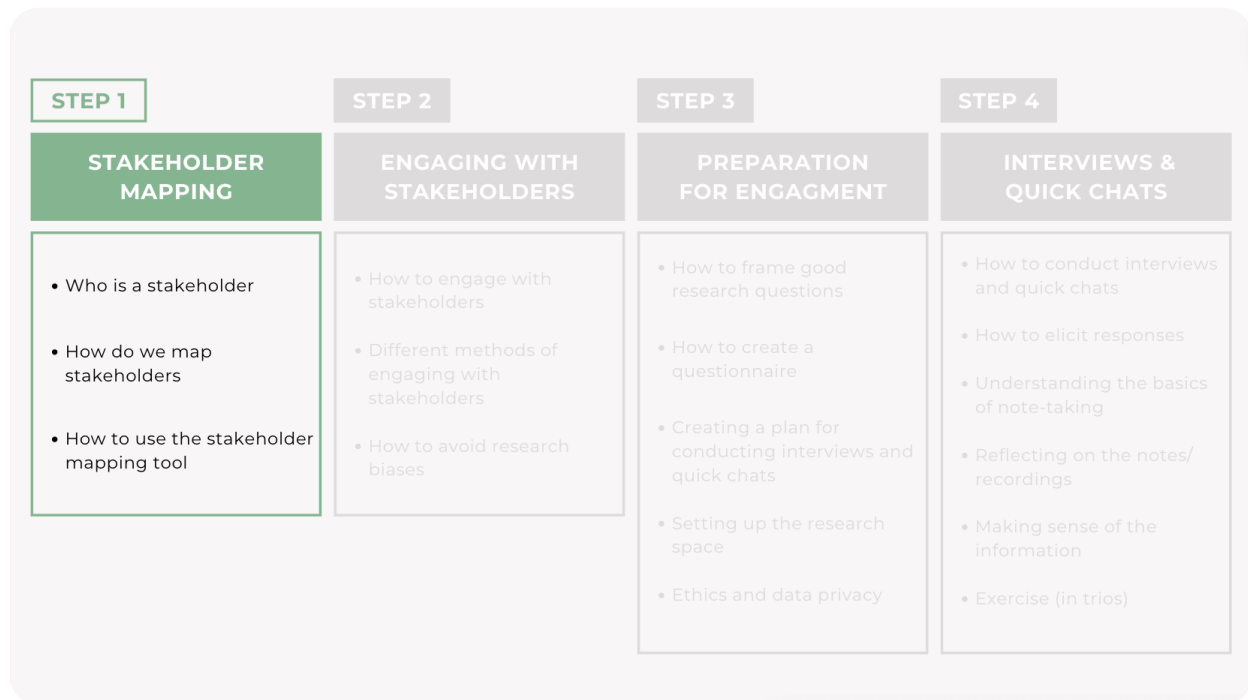 STEP 1
STAKEHOLDER
MAPPING
• Who is a stakeholder
• How do we map
stakeholders
• How to use the stakeholder
mapping tool
STEP 2
ENGAGING WITH
STAKEHOLDERS
• How to engage with
stakeholders
• Different methods of
engaging with
stakeholders
• How to avoid research
biases
STEP 3
PREPARATION
FOR ENGAGMENT
• How to frame good
research questions
• How to create a
questionnaire
• Creating a plan for
conducting interviews and
quick chats
• Setting up the research
space
• Ethics and data privacy
STEP 4
INTERVIEWS &
QUICK CHATS
• How to conduct interviews
and quick chats
• How to elicit responses
• Understanding the basics
of note-taking
• Reflecting on the notes/
recordings
• Making sense of the
information
• Exercise (in trios)